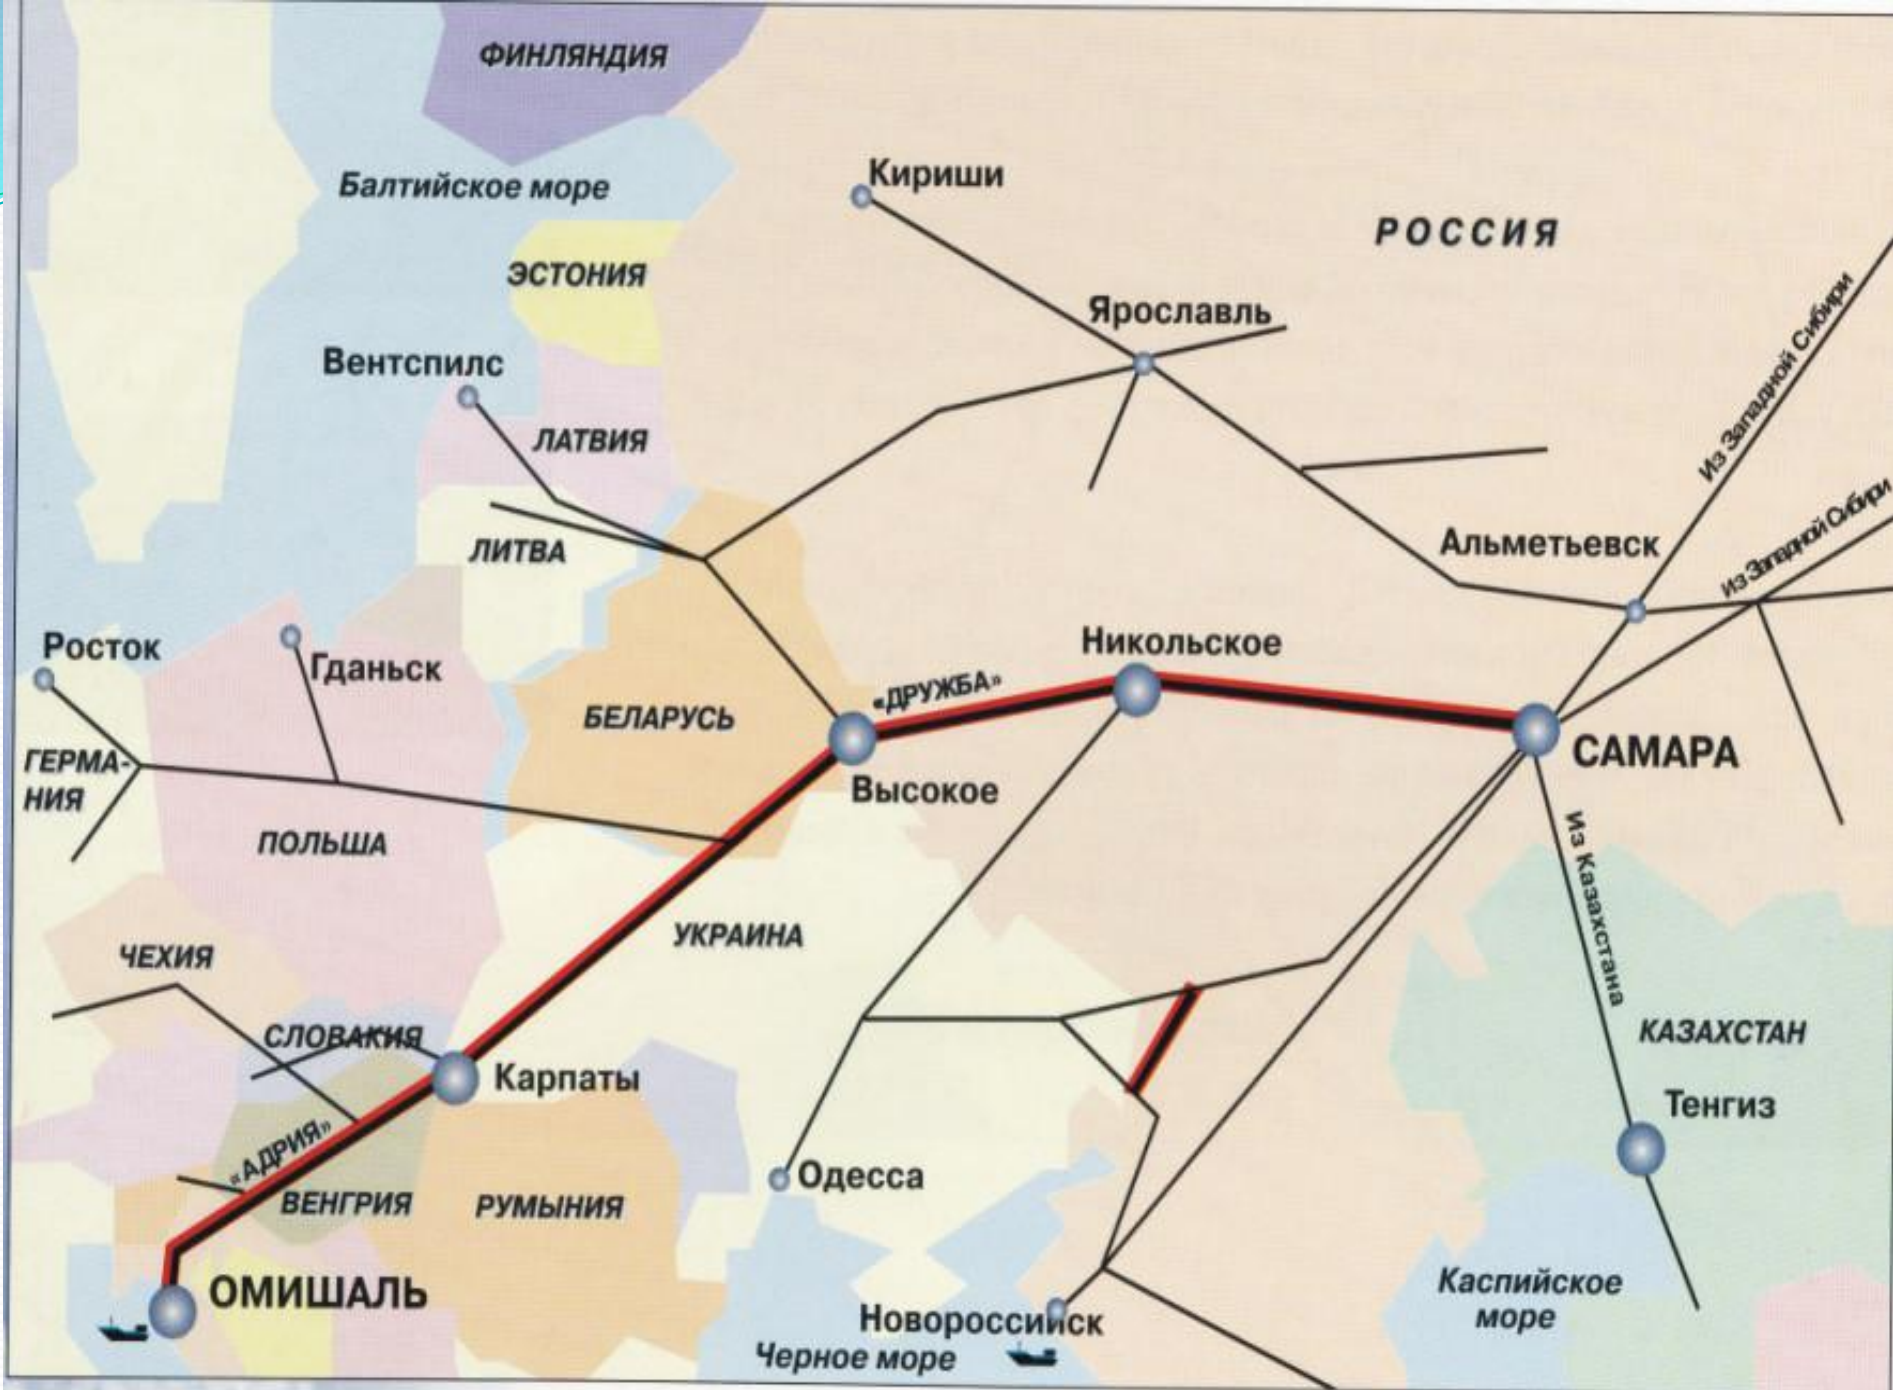 ФИНЛЯНДИЯ
Балтийское море
Кириши
РОССИЯ
ЭСТОНИЯ
Ярославль
Вентспилс
Из Западной Сибири
ЛАТВИЯ
Из Западной Сибири
ЛИТВА
Альметьевск
Росток
Гданьск
Никольское
«ДРУЖБА»
БЕЛАРУСЬ
САМАРА
ГЕРМА-
НИЯ
Высокое
ПОЛЬША
Из Казахстана
УКРАИНА
ЧЕХИЯ
СЛОВАКИЯ
КАЗАХСТАН
Карпаты
Тенгиз
«АДРИЯ»
Одесса
ВЕНГРИЯ
РУМЫНИЯ
ОМИШАЛЬ
Каспийское
море
Новороссийск
Черное море